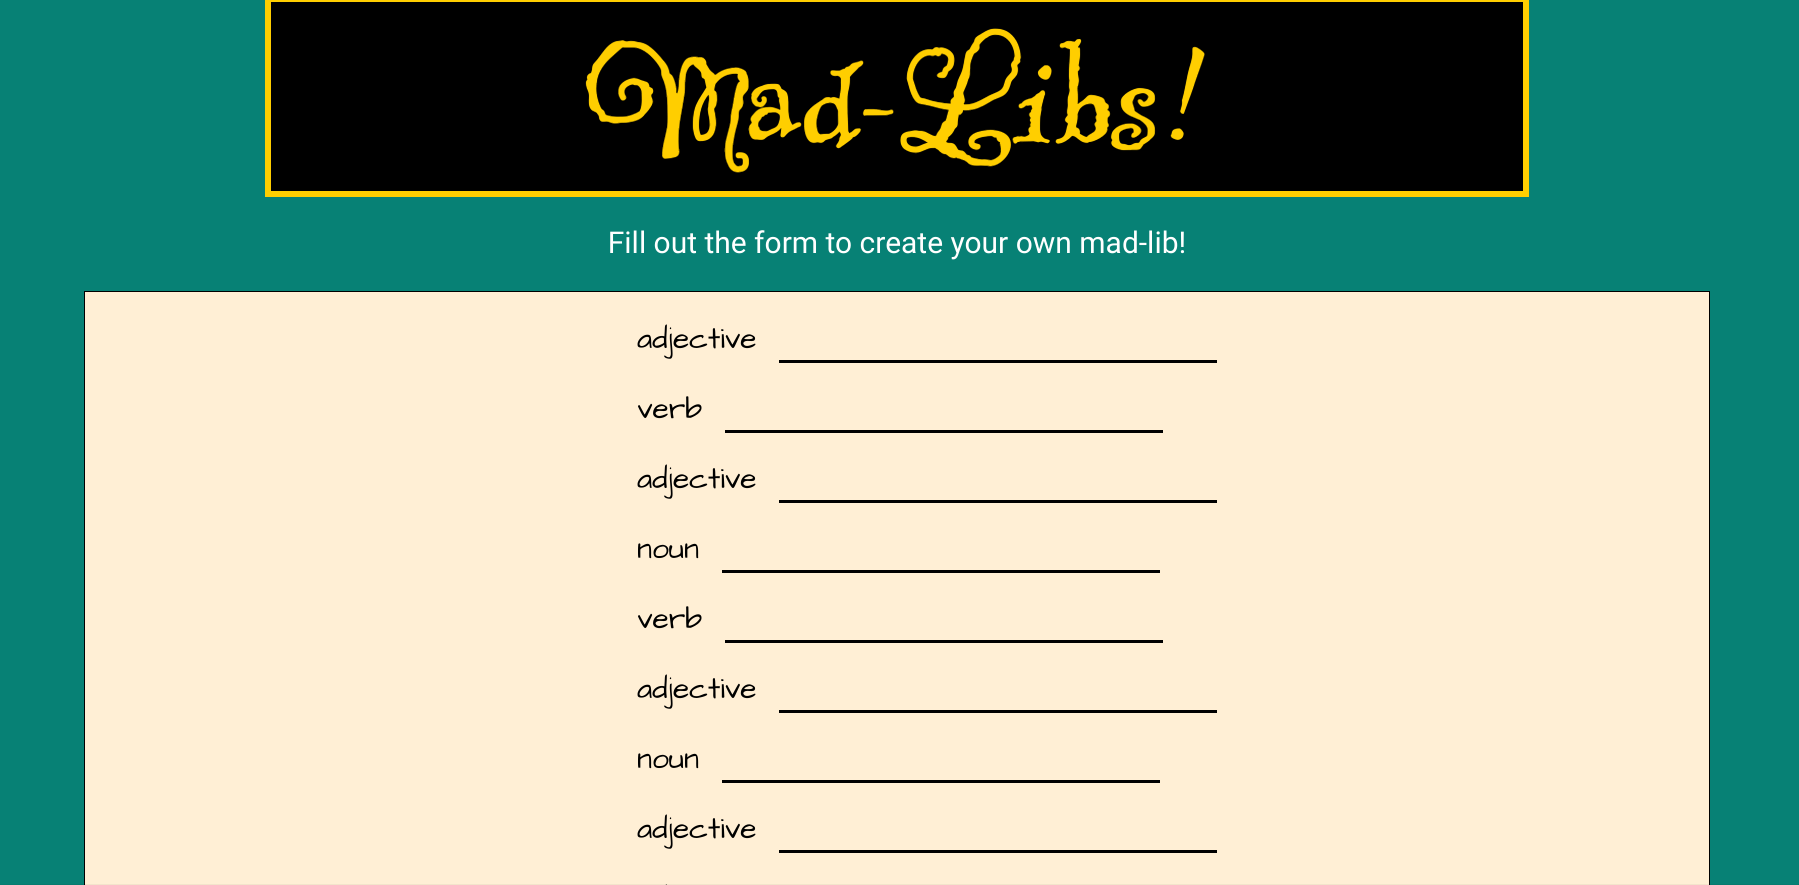 Mad-Libs!
Fill out the form to create your own mad-lib!
adjective
verb
adjective
noun
verb
adjective
noun
adjective